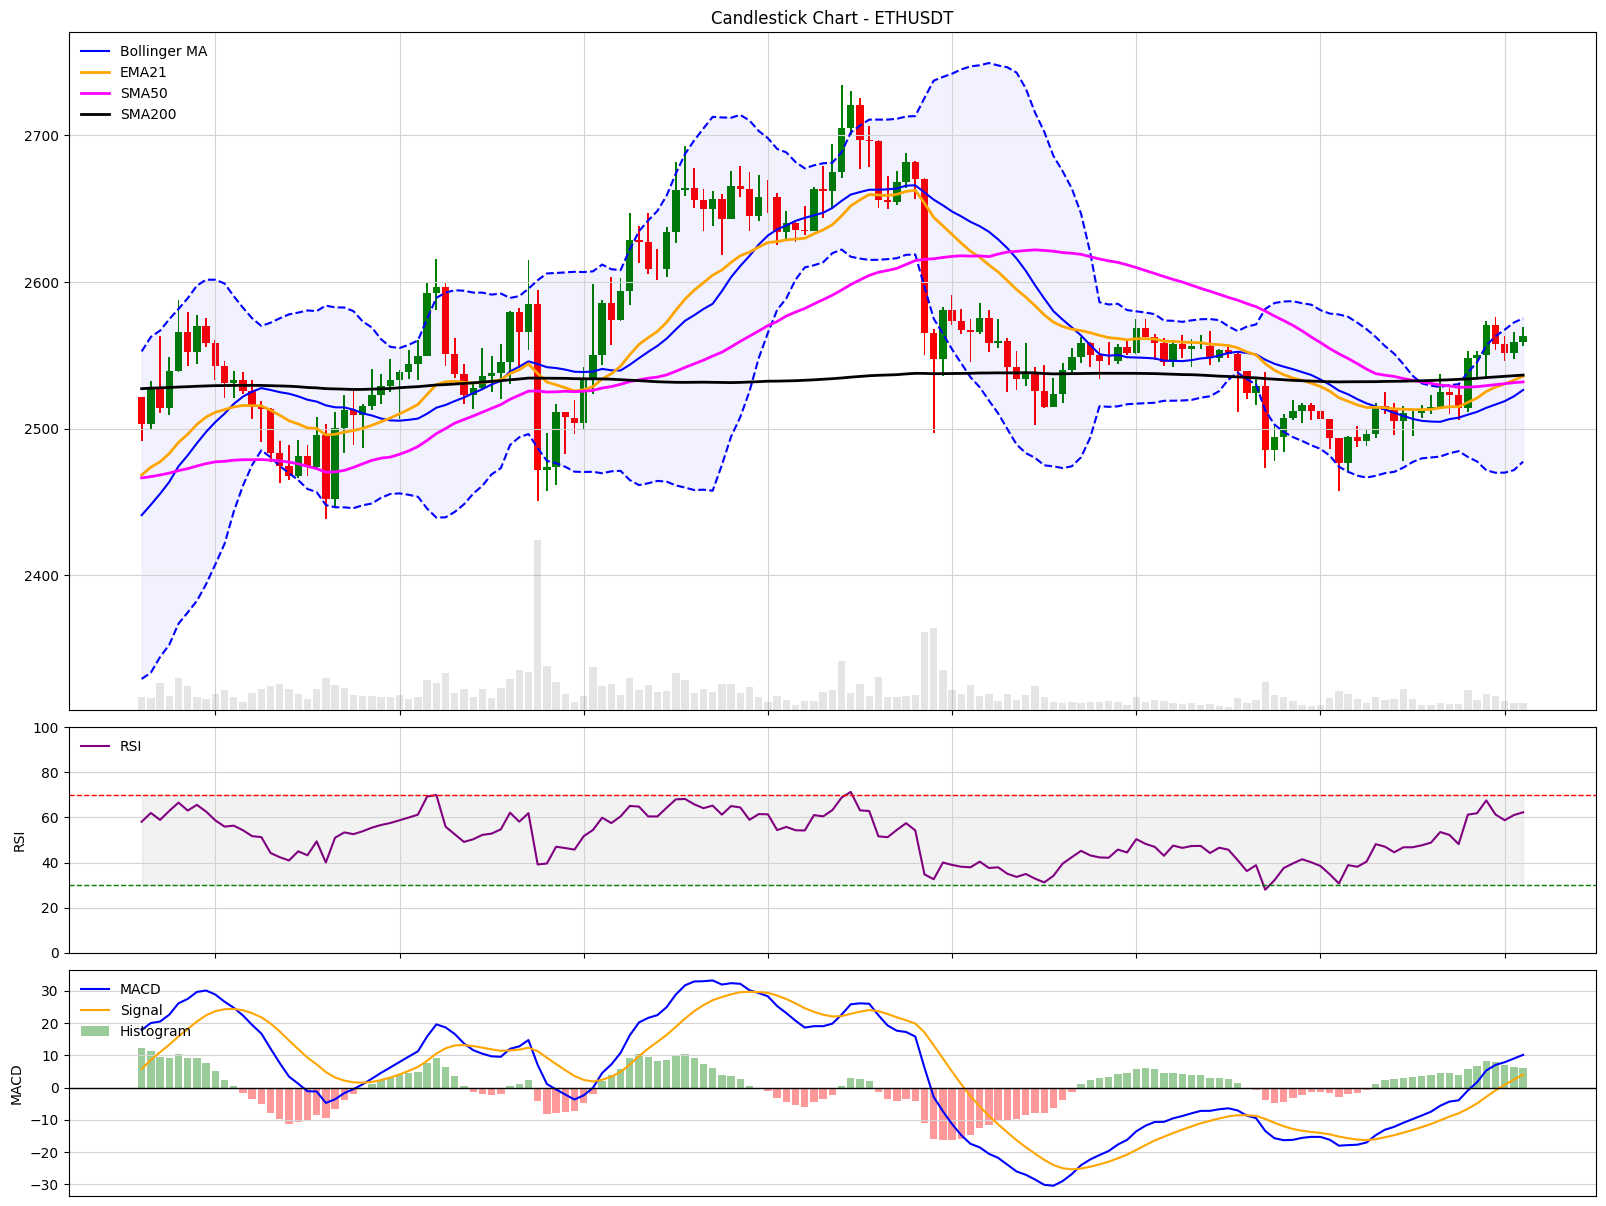 Candlestick Chart - ETHUSDT
Bollinger MA
EMA21
SMA50
SMA200
2700
2600
2500
2400
RSI
100
80
60
40
20
0
RSI
MACD
Signal
Histogram
30
20
10
0
−10
−20
−30
MACD